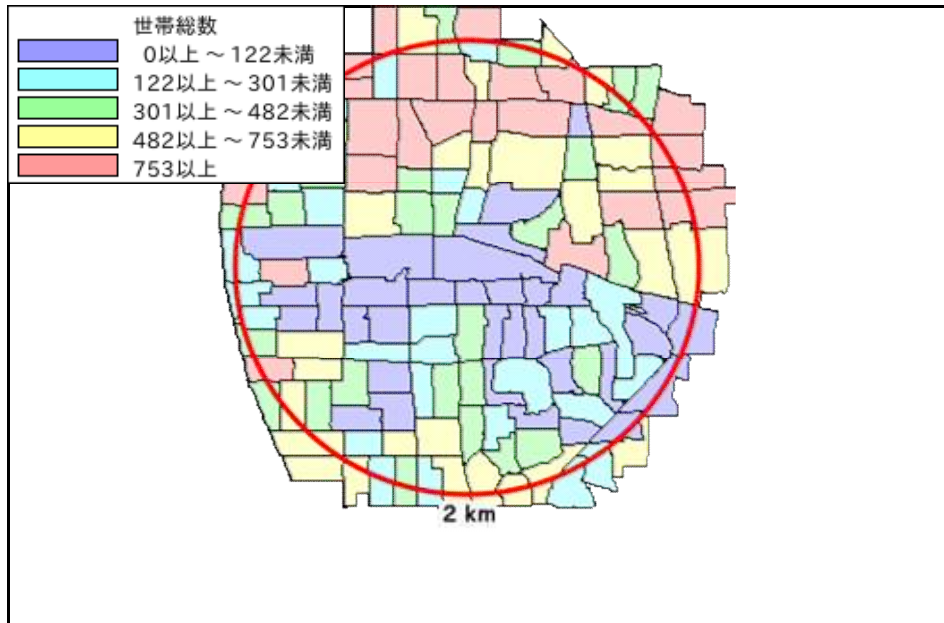 世帯総数
0以上 ～ 122未満
122以上 ～ 301未満
301以上 ～ 482未満
482以上 ～ 753未満
753以上
2 km